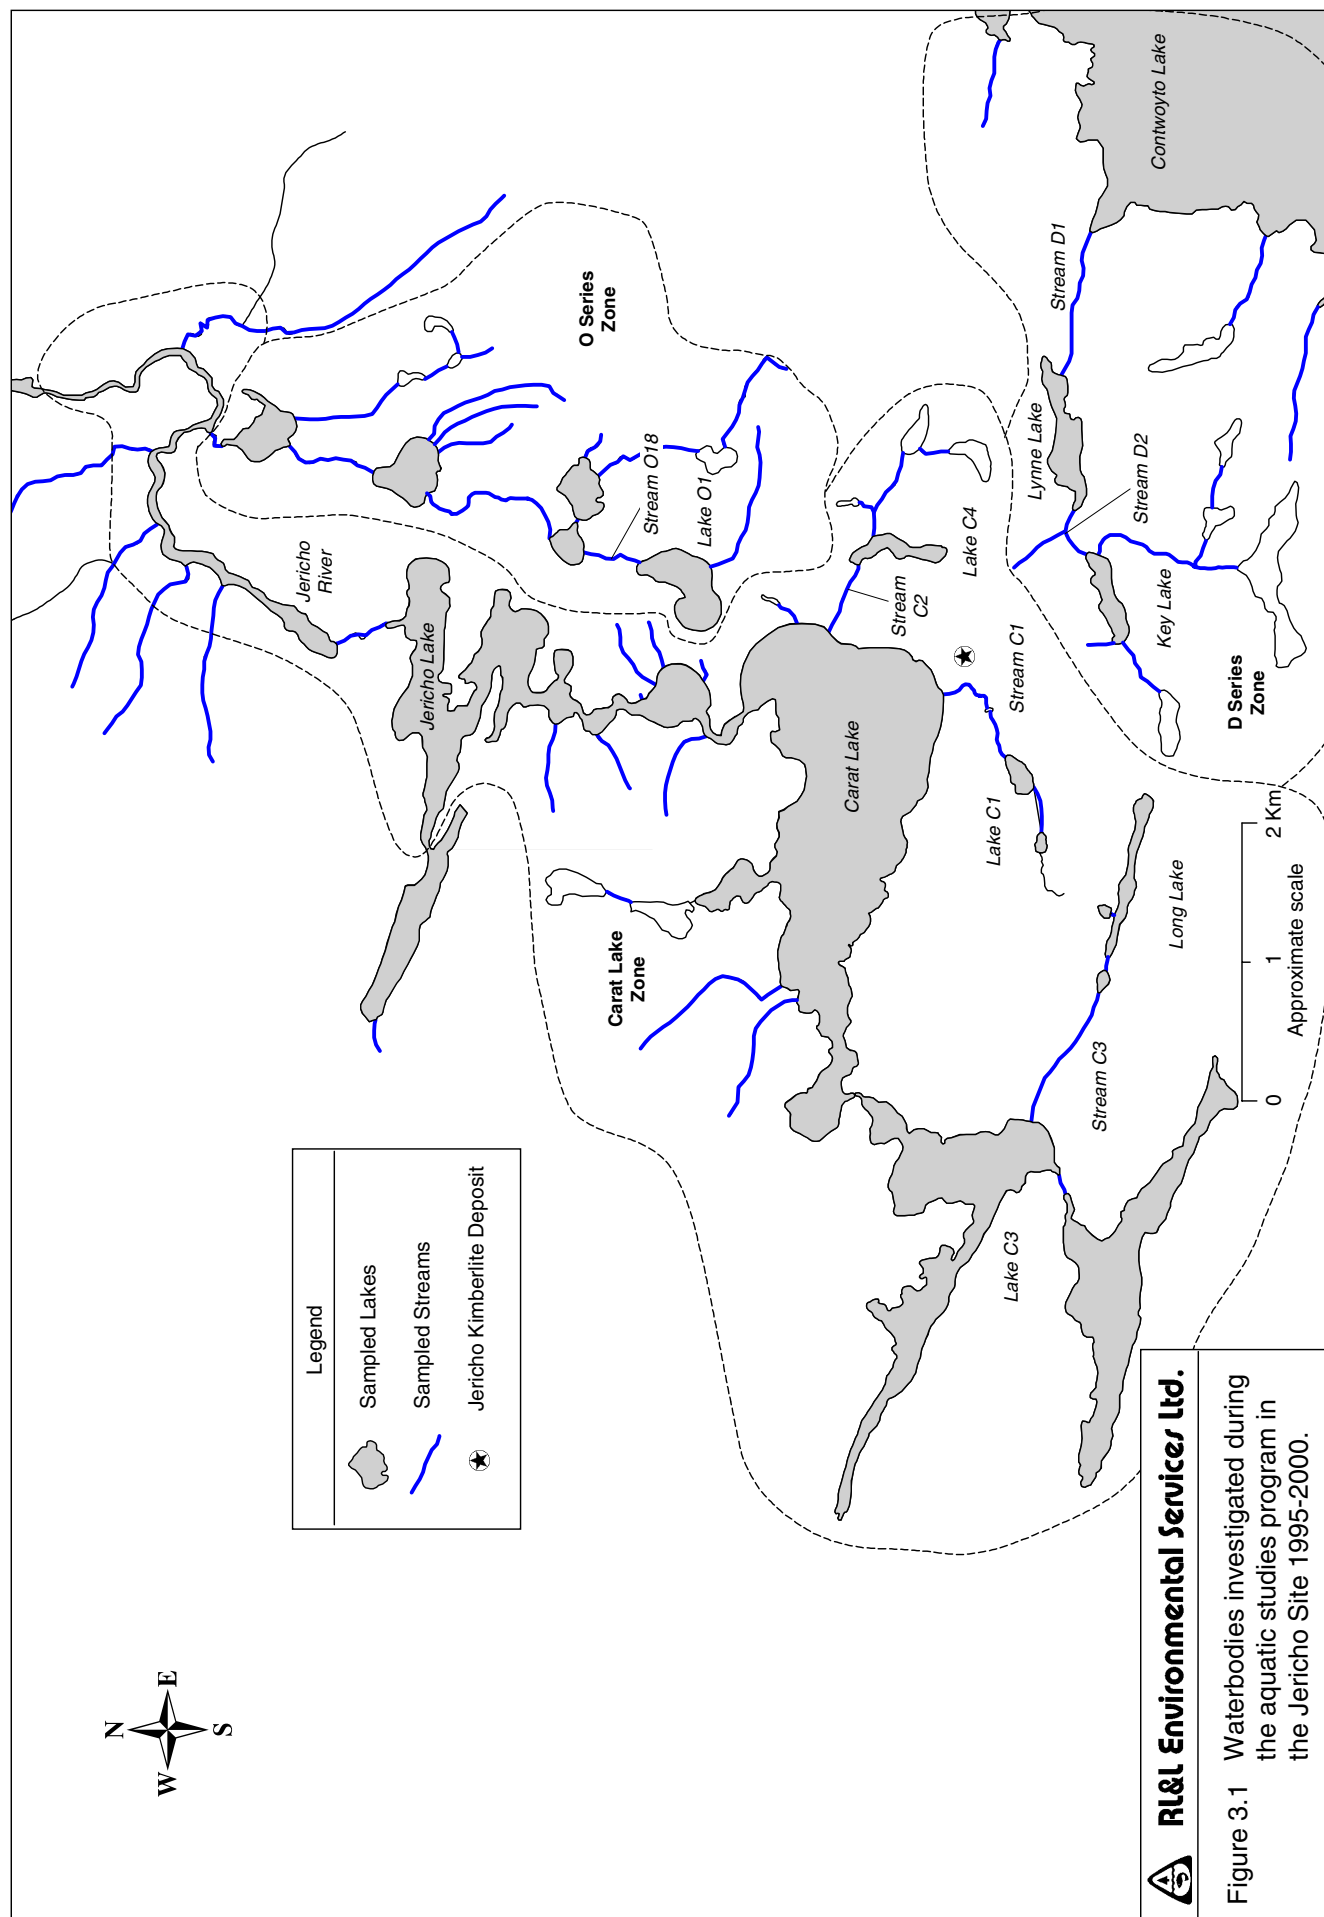 N
W
E
S
Legend
Sampled Lakes
Sampled Streams
Jericho Kimberlite Deposit
Jericho
River
Jericho Lake
O Series
Zone
Stream O18
Lake O1
Carat Lake
Zone
Carat Lake
Stream
C2
Lake C4
Stream C1
Lake C1
Lake C3
Stream C3
Long Lake
Contwoyto Lake
Stream D1
Lynne Lake
Stream D2
Key Lake
D Series
Zone
0
1
2 Km
Approximate scale
RL&L Environmental Services Ltd.
Figure 3.1 Waterbodies investigated during
the aquatic studies program in
the Jericho Site 1995-2000.